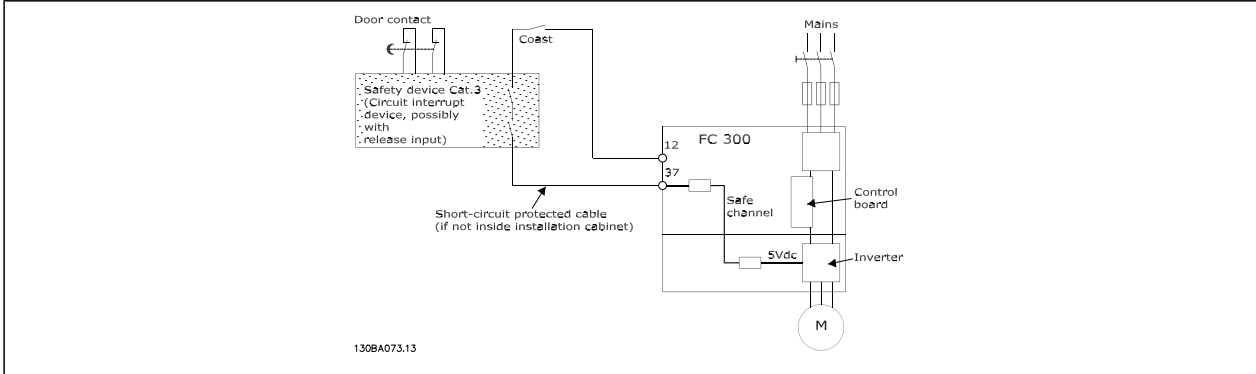 Door contact
Coast
Mains
Safety device Cat.3
(Circuit interrupt
device, possibly
with
release input)
12
FC 300
37
Safe
channel
Control
board
Short-circuit protected cable
(if not inside installation cabinet)
5Vdc
Inverter
M
130BA073.13